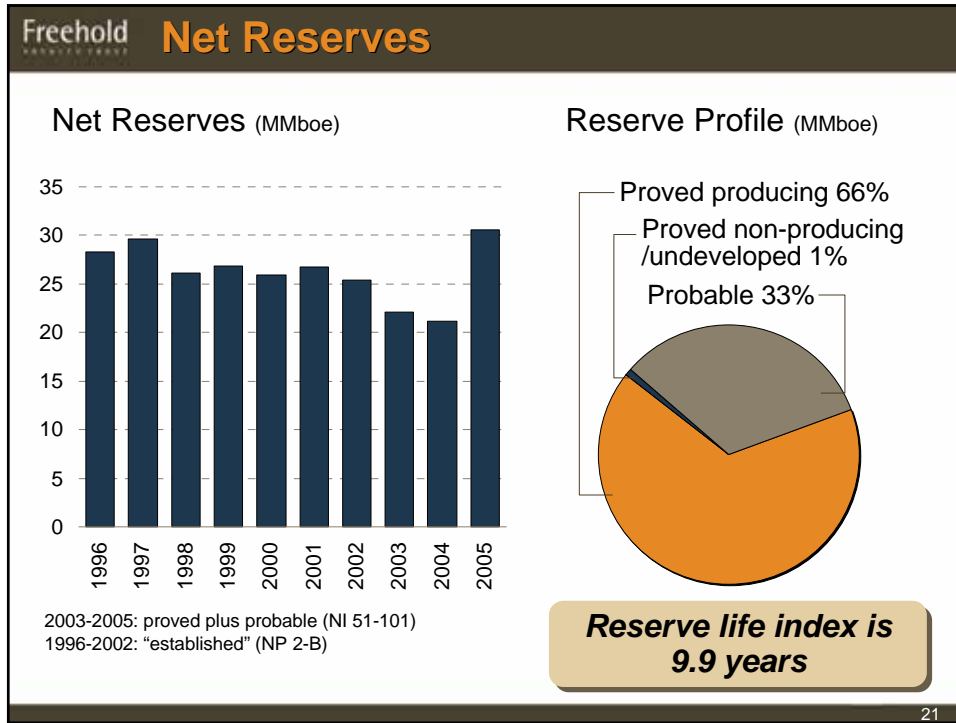 Freehold
ROYALTY TRUST
Net Reserves
Net Reserves (MMboe)
35
30
25
20
15
10
5
0
1996
1997
1998
1999
2000
2001
2002
2003
2004
2005
2003-2005: proved plus probable (NI 51-101)
1996-2002: “established” (NP 2-B)
Reserve Profile (MMboe)
Proved producing 66%
Proved non-producing
/undeveloped 1%
Probable 33%
Reserve life index is
9.9 years
21